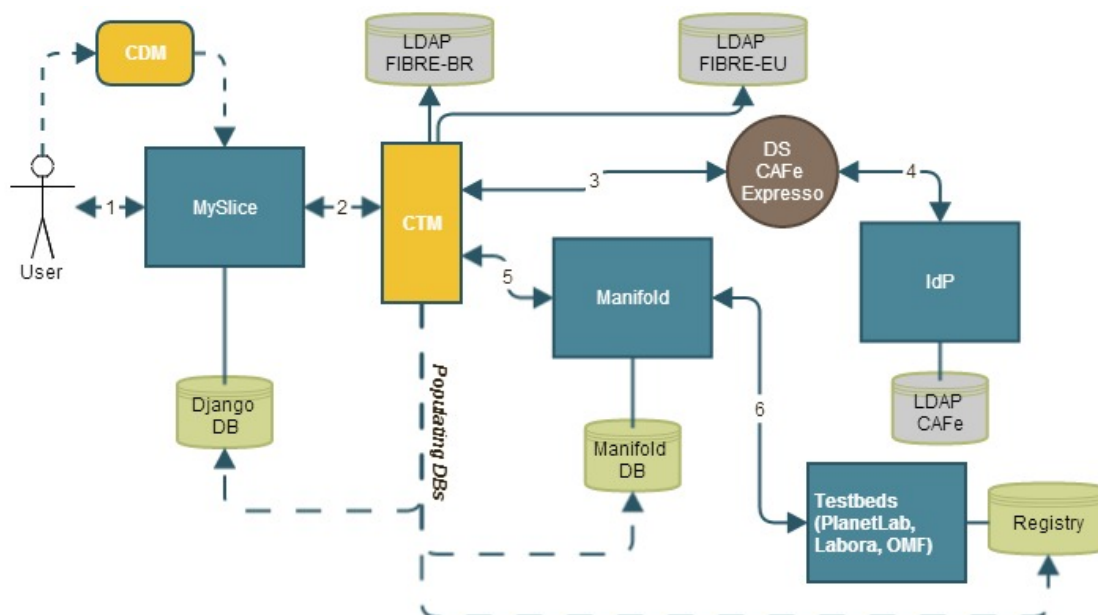 CDM
LDAP
FIBRE-BR
LDAP
FIBRE-EU
DS
CAFe
Expresso
3
4
1
MySlice
2
CTM
User
5
Manifold
IdP
Populating DBs
Django
DB
6
LDAP
CAFe
Manifold
DB
Testbeds
(PlanetLab,
Labora, OMF)
Registry